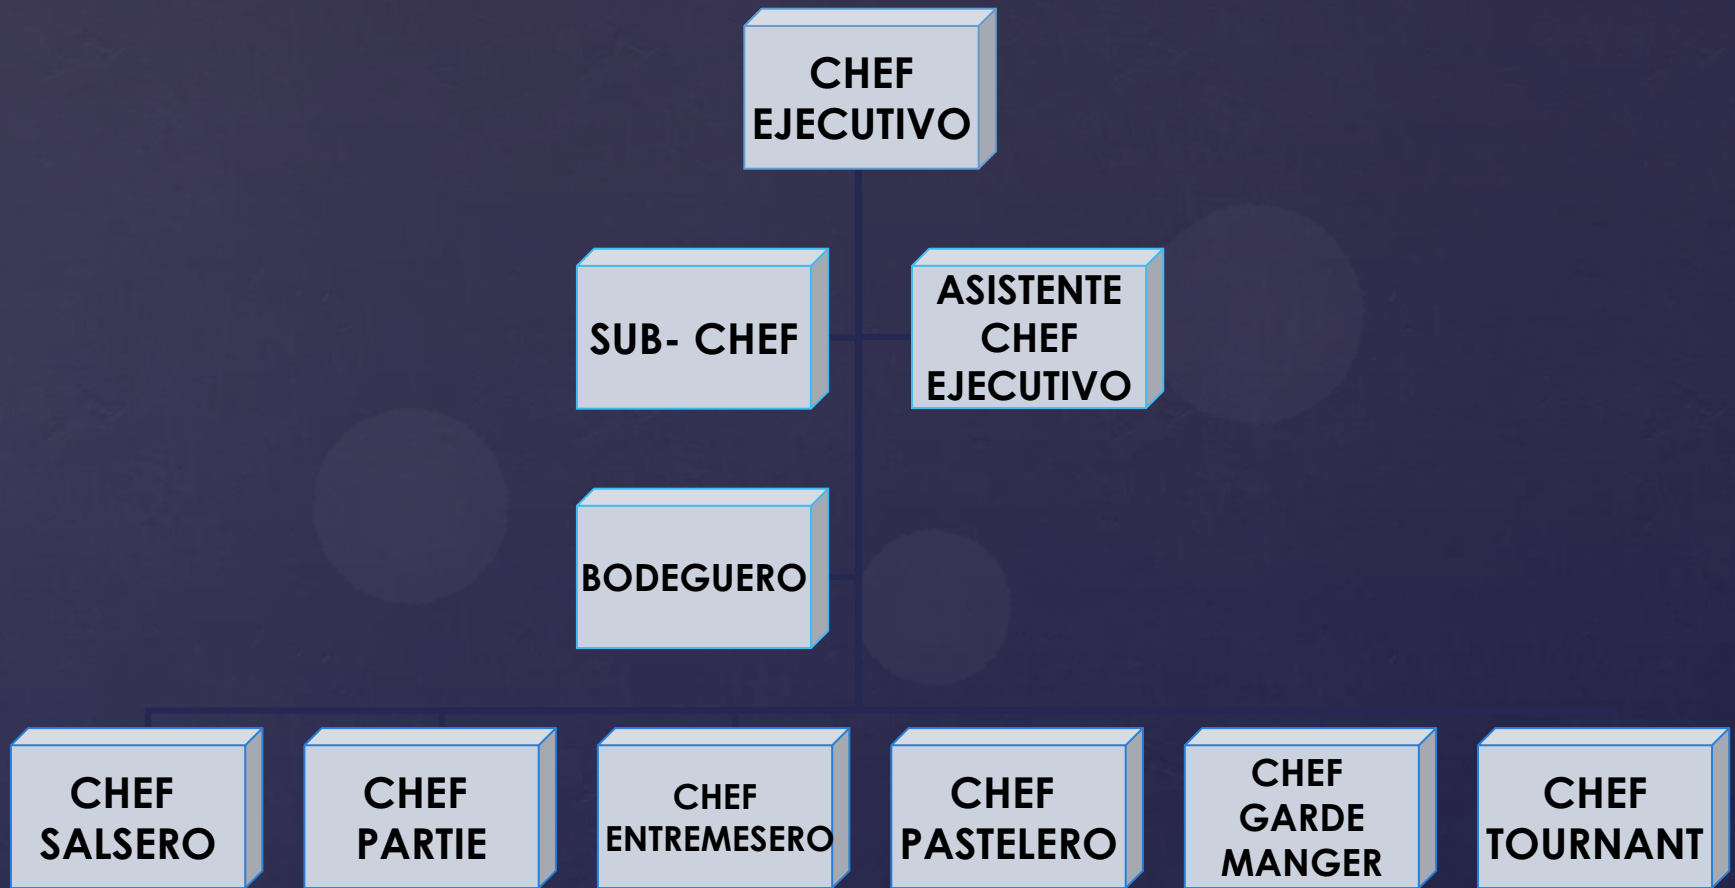 CHEF
EJECUTIVO
SUB- CHEF
ASISTENTE
CHEF
EJECUTIVO
BODEGUERO
CHEF
SALSERO
CHEF
PARTIE
CHEF
ENTREMESERO
CHEF
PASTELERO
CHEF
GARDE
MANGER
CHEF
TOURNANT